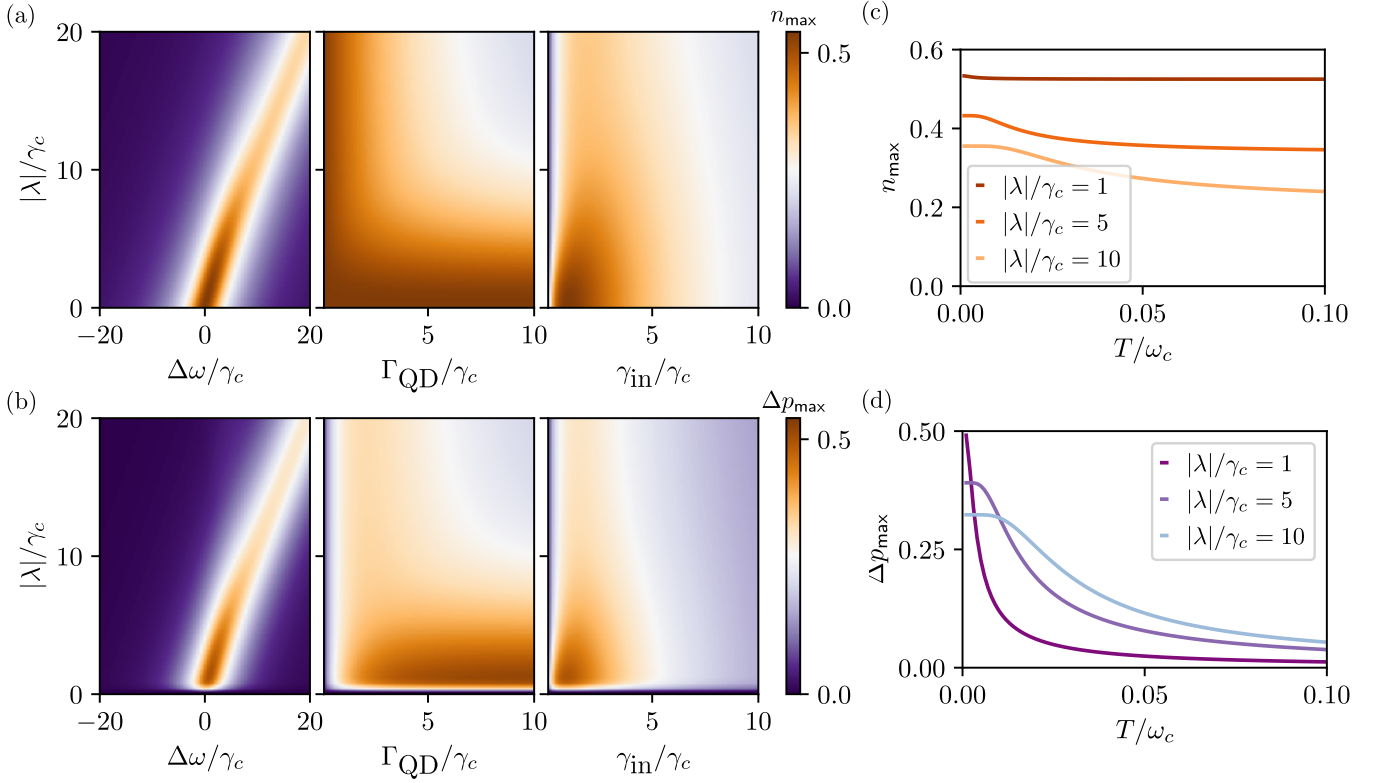 (a)
n_max
20
10
0
|λ|/γ_c
−20
0
20
Δω/γ_c
5
10
Γ_QD/γ_c
5
10
γ_in/γ_c
0.5
0.0
(b)
Δp_max
20
10
0
|λ|/γ_c
−20
0
20
Δω/γ_c
5
10
Γ_QD/γ_c
5
10
γ_in/γ_c
0.5
0.0
(c)
0.6
0.4
0.2
0.0
n_max
|λ|/γ_c = 1
|λ|/γ_c = 5
|λ|/γ_c = 10
0.00
0.05
0.10
T/ω_c
(d)
0.50
0.25
0.00
Δp_max
|λ|/γ_c = 1
|λ|/γ_c = 5
|λ|/γ_c = 10
0.00
0.05
0.10
T/ω_c